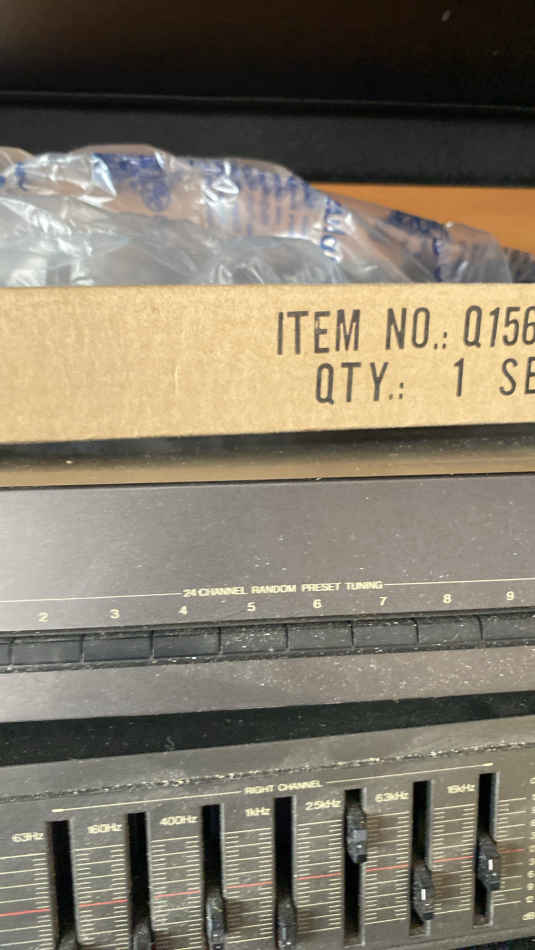 ITEM NO.: Q156
QTY.: 1 SE
24 CHANNEL RANDOM PRESET TUNING
2 3 4 5 6 7 8 9
RIGHT CHANNEL
63Hz 160Hz 400Hz 1kHz 2.5kHz 6.3kHz 16kHz